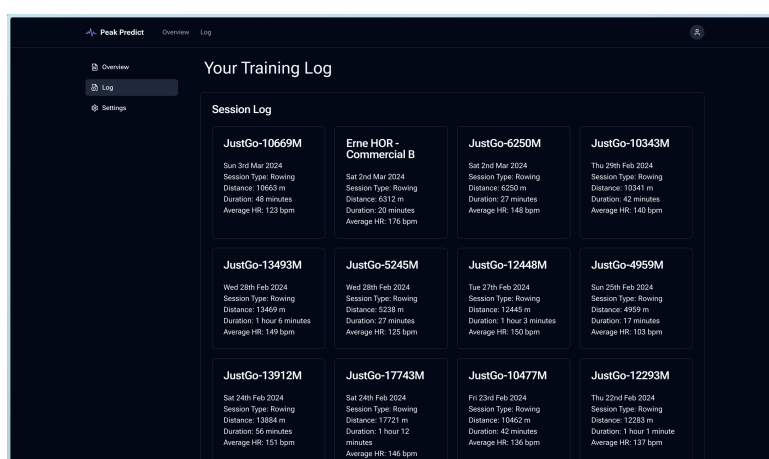 Peak Predict
Overview
Log
Overview
Log
Settings
Your Training Log
Session Log
JustGo-10669M
Sun 3rd Mar 2024
Session Type: Rowing
Distance: 10663 m
Duration: 48 minutes
Average HR: 123 bpm
Erne HOR -
Commercial B
Sat 2nd Mar 2024
Session Type: Rowing
Distance: 6312 m
Duration: 20 minutes
Average HR: 176 bpm
JustGo-6250M
Sat 2nd Mar 2024
Session Type: Rowing
Distance: 6250 m
Duration: 27 minutes
Average HR: 148 bpm
JustGo-10343M
Thu 29th Feb 2024
Session Type: Rowing
Distance: 10341 m
Duration: 42 minutes
Average HR: 140 bpm
JustGo-13493M
Wed 28th Feb 2024
Session Type: Rowing
Distance: 13469 m
Duration: 1 hour 6 minutes
Average HR: 149 bpm
JustGo-5245M
Wed 28th Feb 2024
Session Type: Rowing
Distance: 5238 m
Duration: 27 minutes
Average HR: 125 bpm
JustGo-12448M
Tue 27th Feb 2024
Session Type: Rowing
Distance: 12445 m
Duration: 1 hour 3 minutes
Average HR: 150 bpm
JustGo-4959M
Sun 25th Feb 2024
Session Type: Rowing
Distance: 4959 m
Duration: 17 minutes
Average HR: 103 bpm
JustGo-13912M
Sat 24th Feb 2024
Session Type: Rowing
Distance: 13884 m
Duration: 56 minutes
Average HR: 151 bpm
JustGo-17743M
Sat 24th Feb 2024
Session Type: Rowing
Distance: 17721 m
Duration: 1 hour 12
minutes
Average HR: 146 bpm
JustGo-10477M
Fri 23rd Feb 2024
Session Type: Rowing
Distance: 10462 m
Duration: 42 minutes
Average HR: 136 bpm
JustGo-12293M
Thu 22nd Feb 2024
Session Type: Rowing
Distance: 12283 m
Duration: 1 hour 1 minute
Average HR: 137 bpm